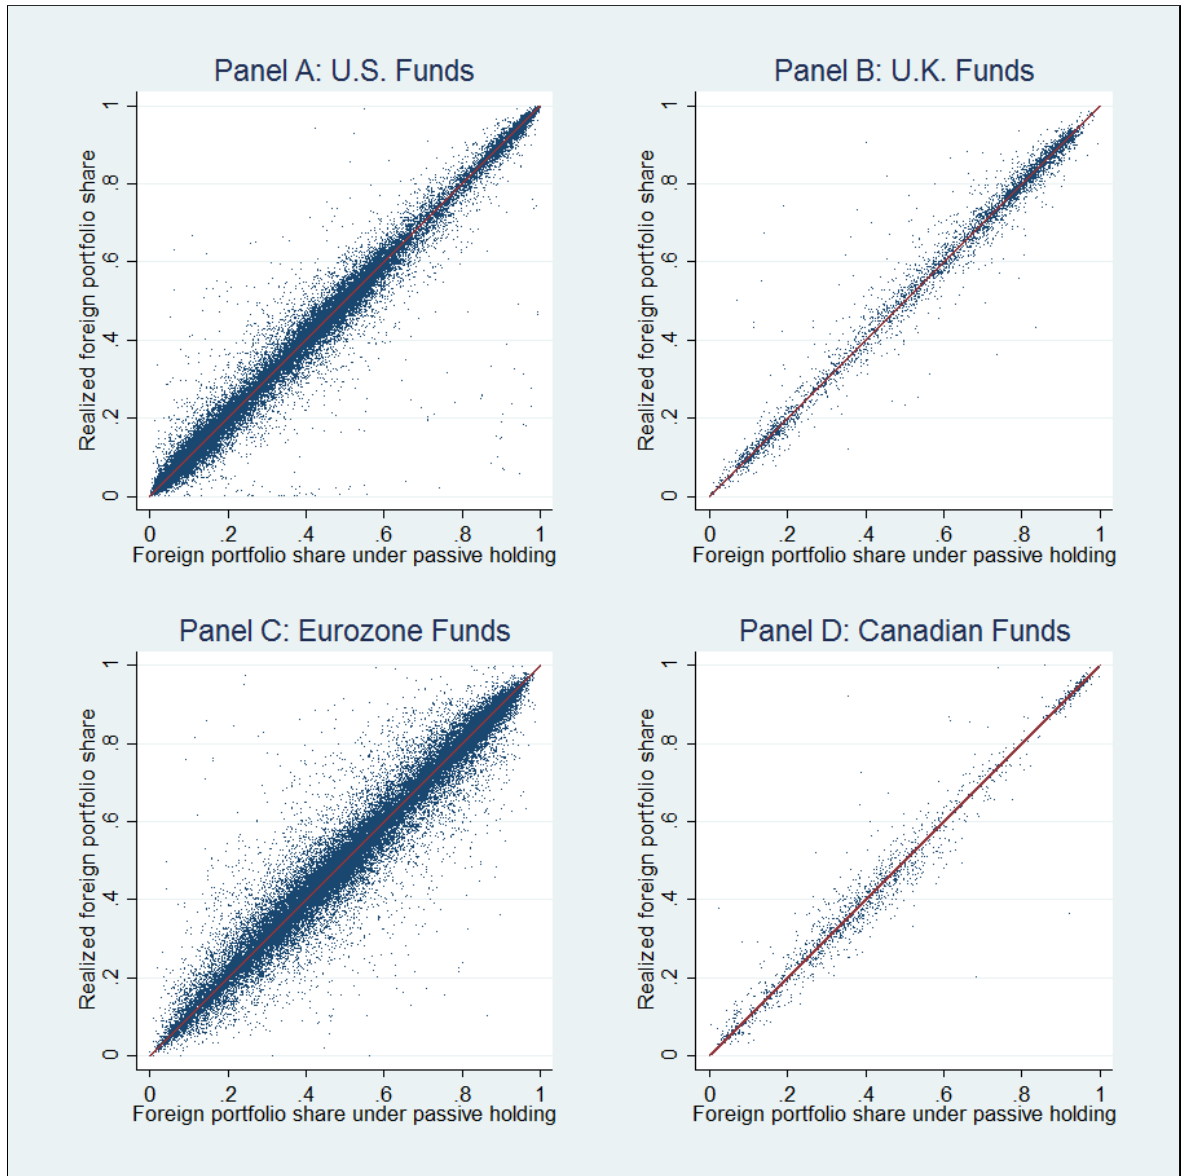 Panel A: U.S. Funds
Realized foreign portfolio share
0 .2 .4 .6 .8 1
0 .2 .4 .6 .8 1
Foreign portfolio share under passive holding
Panel B: U.K. Funds
Realized foreign portfolio share
0 .2 .4 .6 .8 1
0 .2 .4 .6 .8 1
Foreign portfolio share under passive holding
Panel C: Eurozone Funds
Realized foreign portfolio share
0 .2 .4 .6 .8 1
0 .2 .4 .6 .8 1
Foreign portfolio share under passive holding
Panel D: Canadian Funds
Realized foreign portfolio share
0 .2 .4 .6 .8 1
0 .2 .4 .6 .8 1
Foreign portfolio share under passive holding